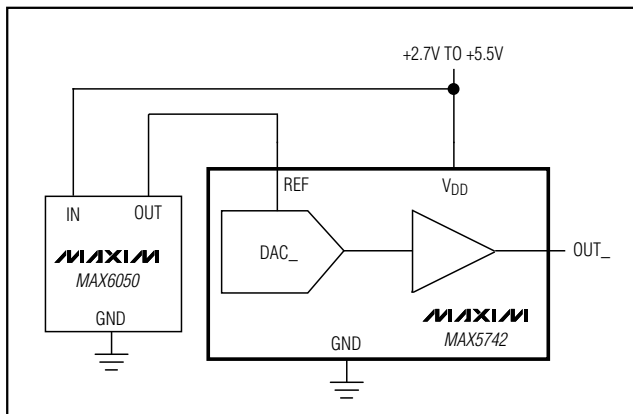 +2.7V TO +5.5V
REF
VDD
IN
OUT
MAXIM
MAX6050
GND
DAC_
OUT_
MAXIM
MAX5742
GND